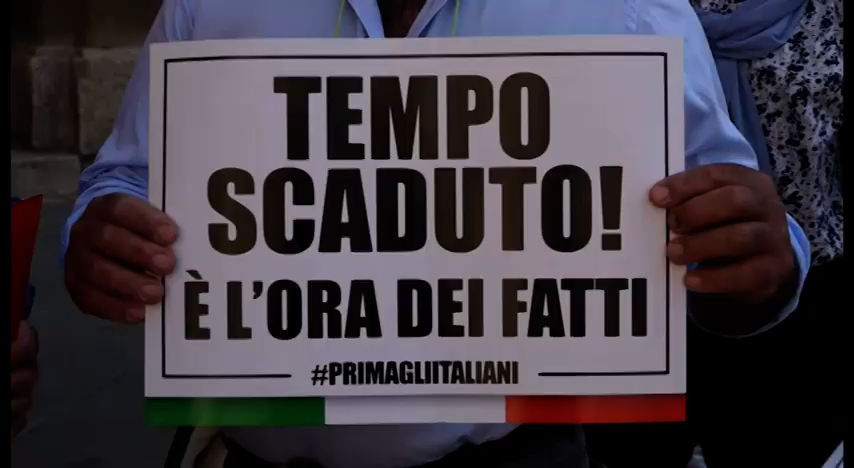 TEMPO
SCADUTO!
È L'ORA DEI FATTI
#PRIMAGLIITALIANI